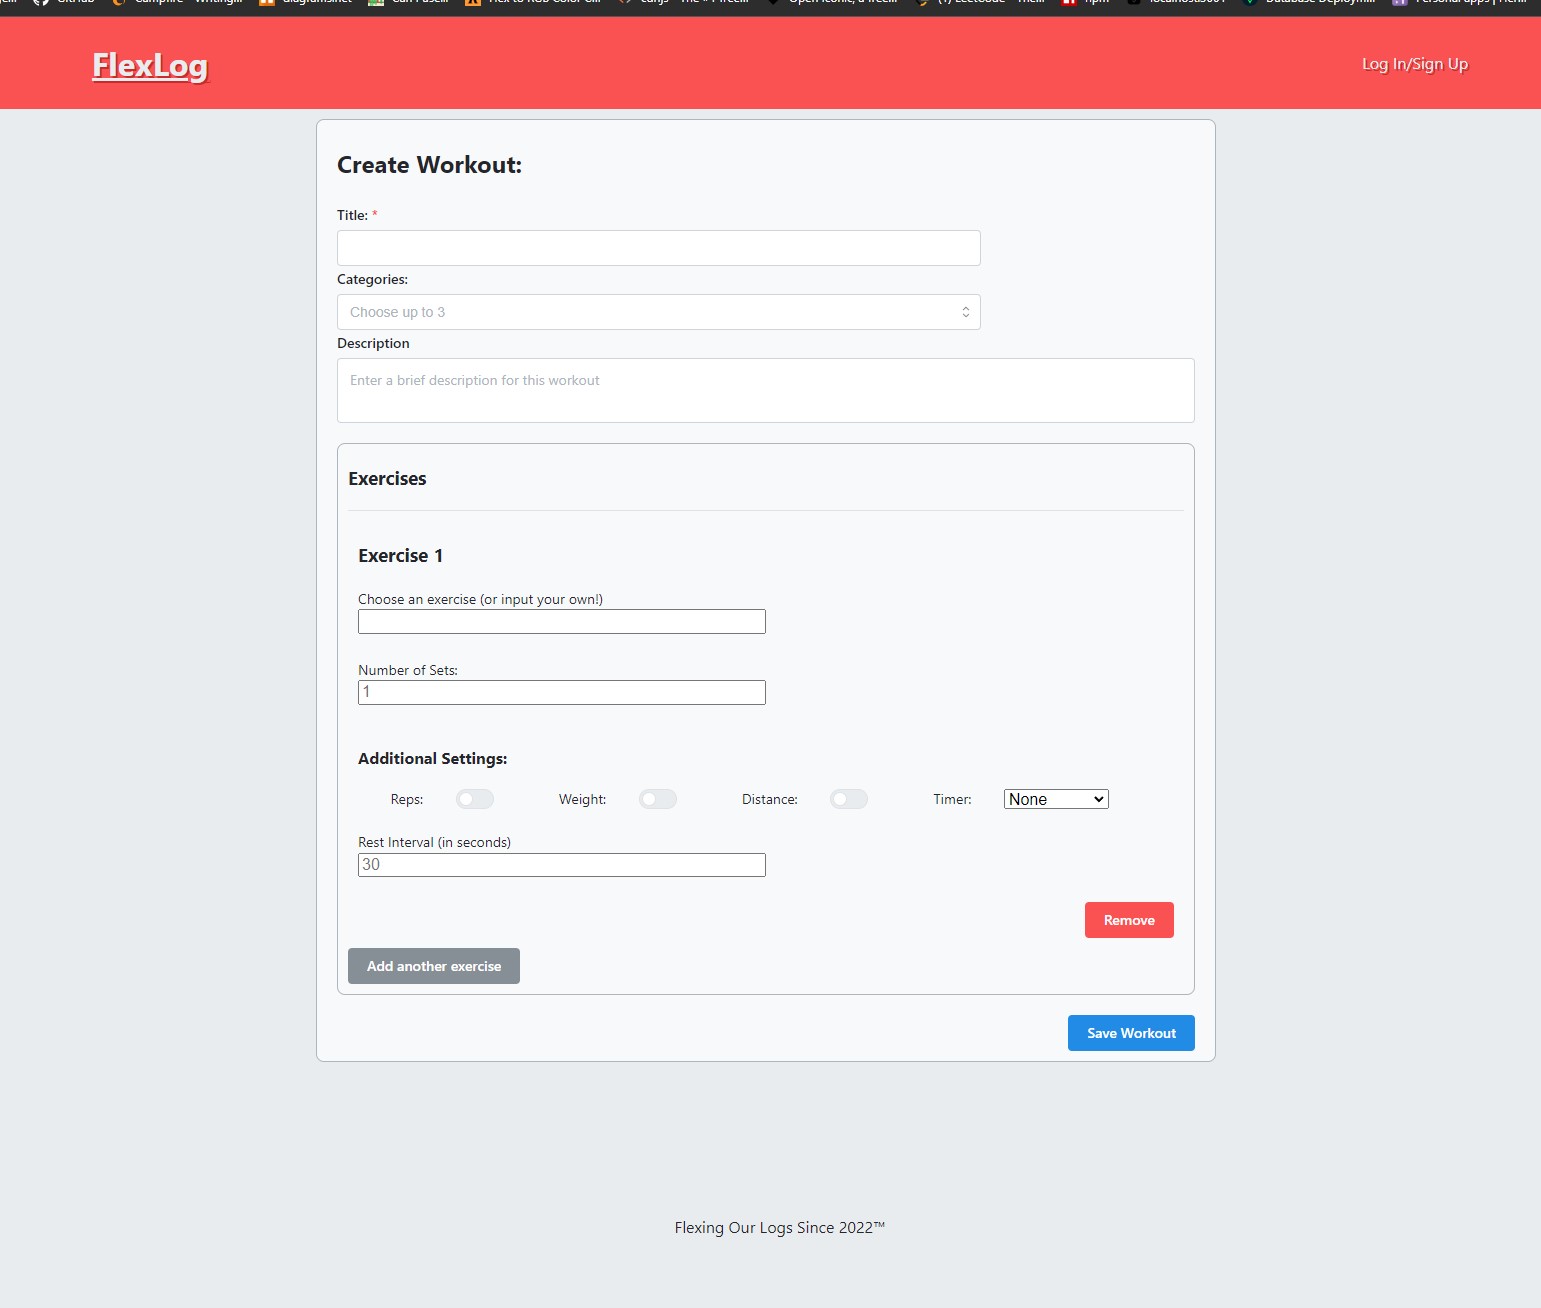 GitHub
FlexLog
Log In/Sign Up
Create Workout:
Title: *
Categories:
Choose up to 3
Description
Enter a brief description for this workout
Exercises
Exercise 1
Choose an exercise (or input your own!)
Number of Sets:
1
Additional Settings:
Reps: Weight: Distance: Timer: None
Rest Interval (in seconds)
30
Remove
Add another exercise
Save Workout
Flexing Our Logs Since 2022™